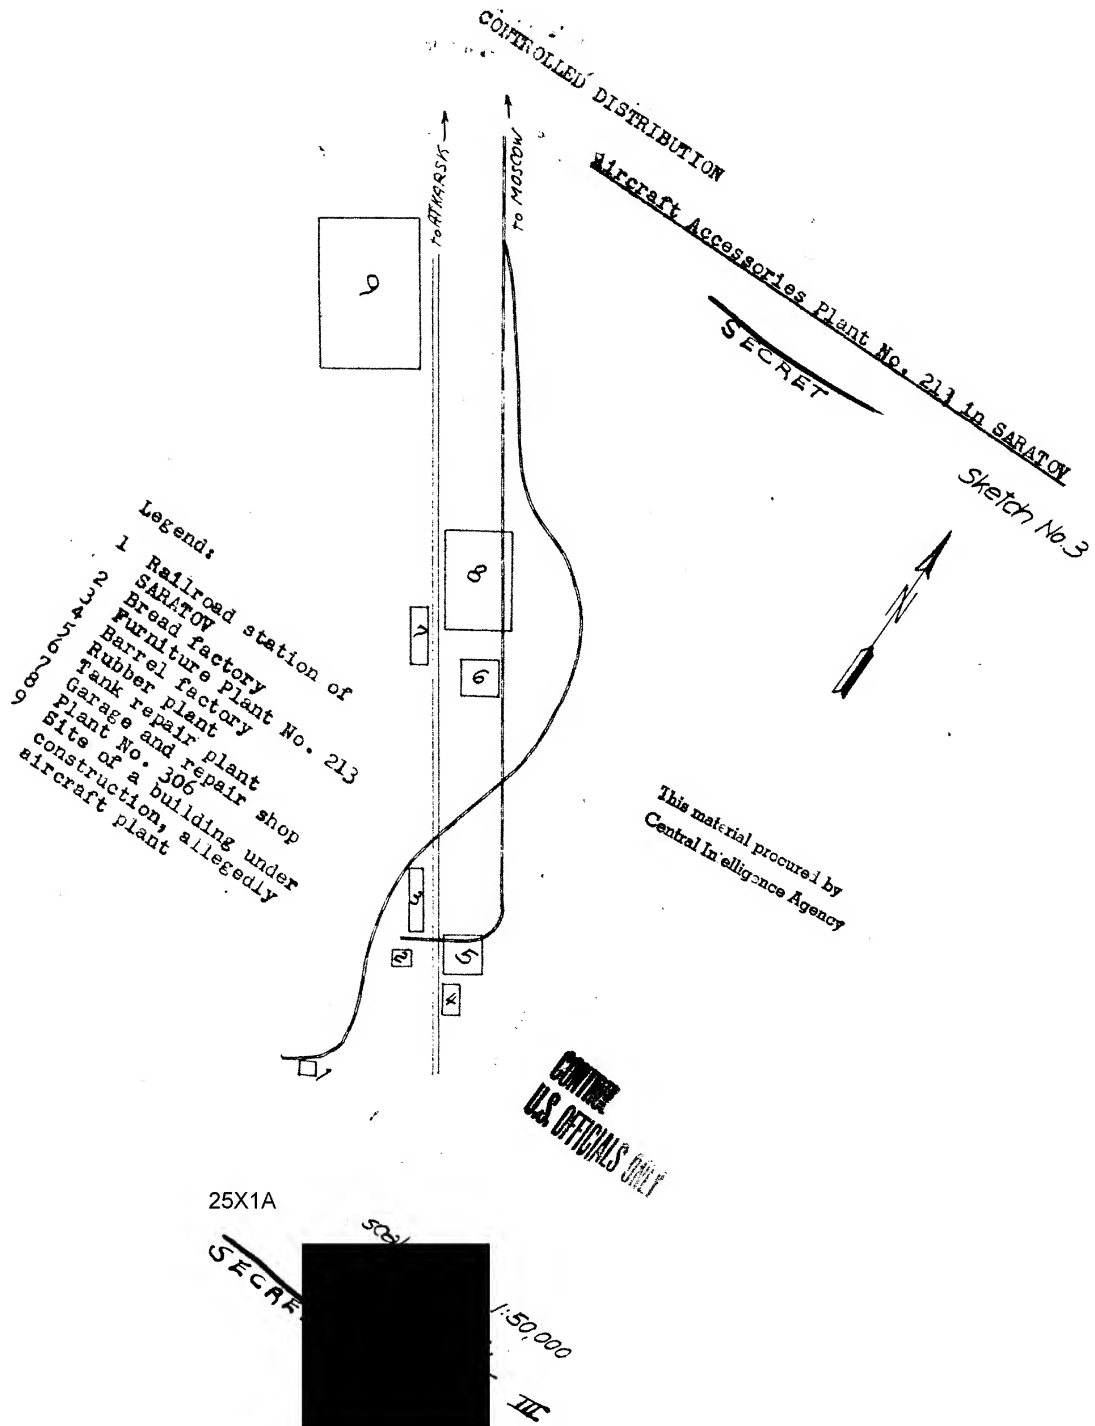 CONTROLLED DISTRIBUTION
Aircraft Accessories Plant No. 213 in SARATOV
SECRET
Sketch No.3
to ATKARSK
to MOSCOW
9
8
7
6
3
5
2
4
1
N
Legend:
1 Railroad station of
SARATOV
2 Bread factory
3 Furniture Plant No. 213
4 Barrel factory
5 Rubber plant
6 Tank repair plant
7 Garage and repair shop
8 Plant No. 306
9 Site of a building under
construction, allegedly
aircraft plant
This material procured by
Central Intelligence Agency
CONTROL
U.S. OFFICIALS ONLY
25X1A
SECRE
1:50,000
III